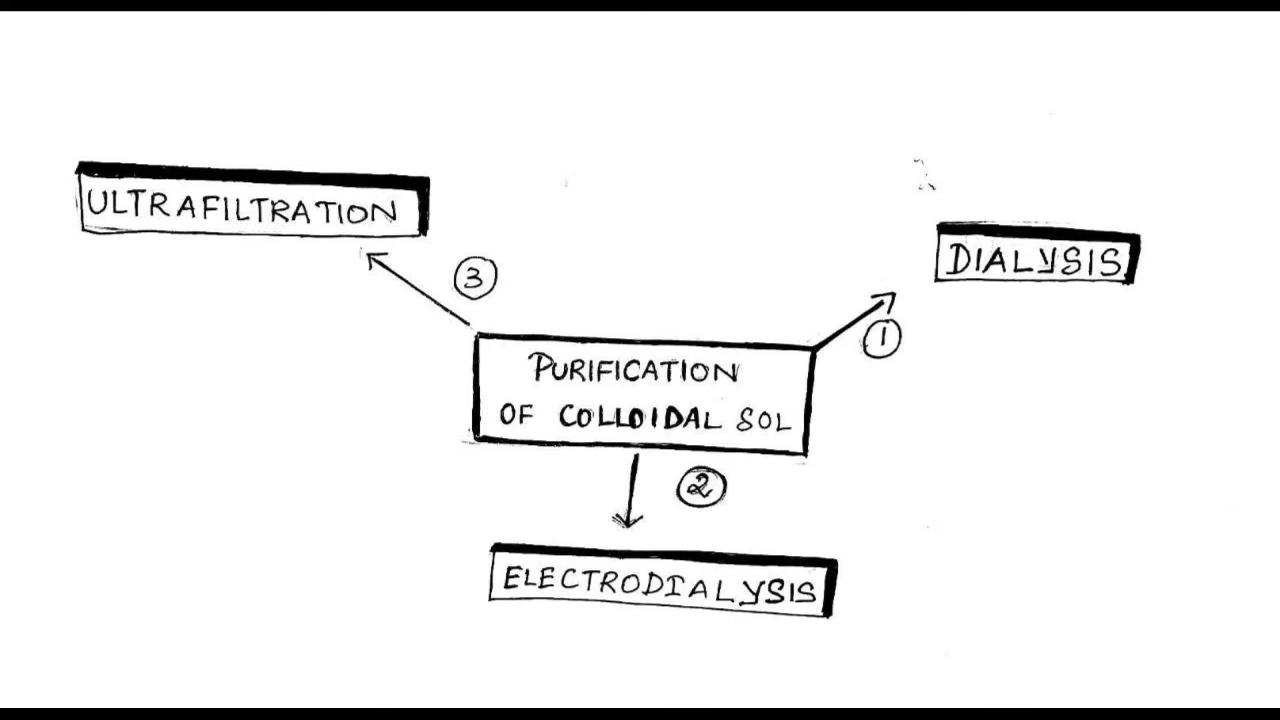 ULTRAFILTRATION
DIALYSIS
3
1
PURIFICATION
OF COLLOIDAL SOL
2
ELECTRODIALYSIS